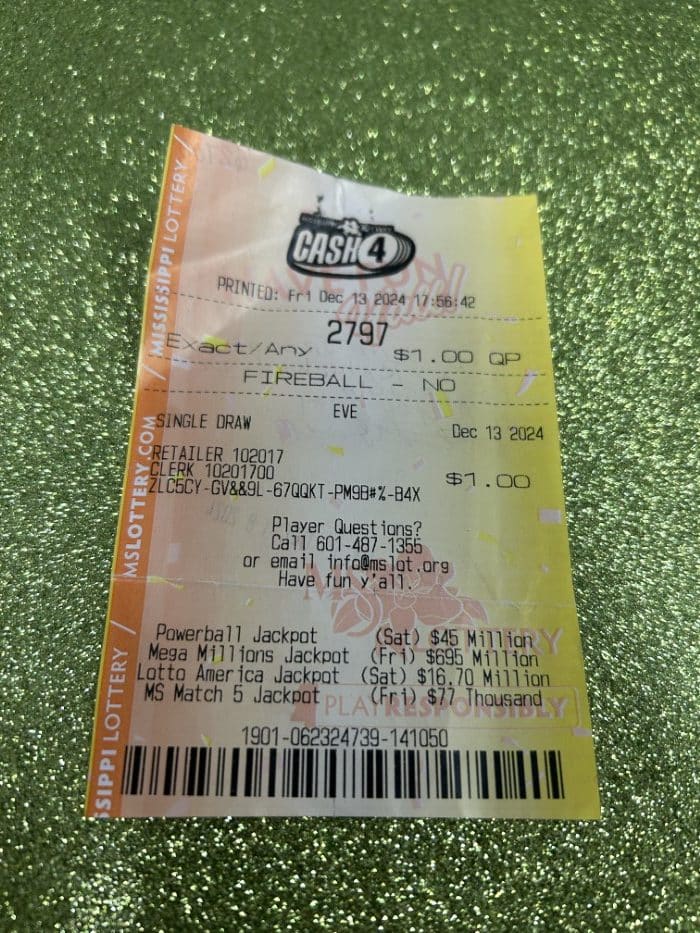 CASH 4
PRINTED: Fri Dec 13 2024 17:56:42
2797
Exact/Any $1.00 QP
FIREBALL - NO
EVE
SINGLE DRAW Dec 13 2024
RETAILER 102017
CLERK 10201700 $1.00
ZLC5CY-GV&&9L-67QQKT-PM9B#%-B4X
Player Questions?
Call 601-487-1355
or email info@mslot.org
Have fun y'all.
Powerball Jackpot (Sat) $45 Million
Mega Millions Jackpot (Fri) $695 Million
Lotto America Jackpot (Sat) $16.70 Million
MS Match 5 Jackpot (Fri) $77 Thousand
PLAY RESPONSIBLY
1901-062324739-141050
MISSISSIPPI LOTTERY /
MSLOTTERY.COM /
SSIPPI LOTTERY /